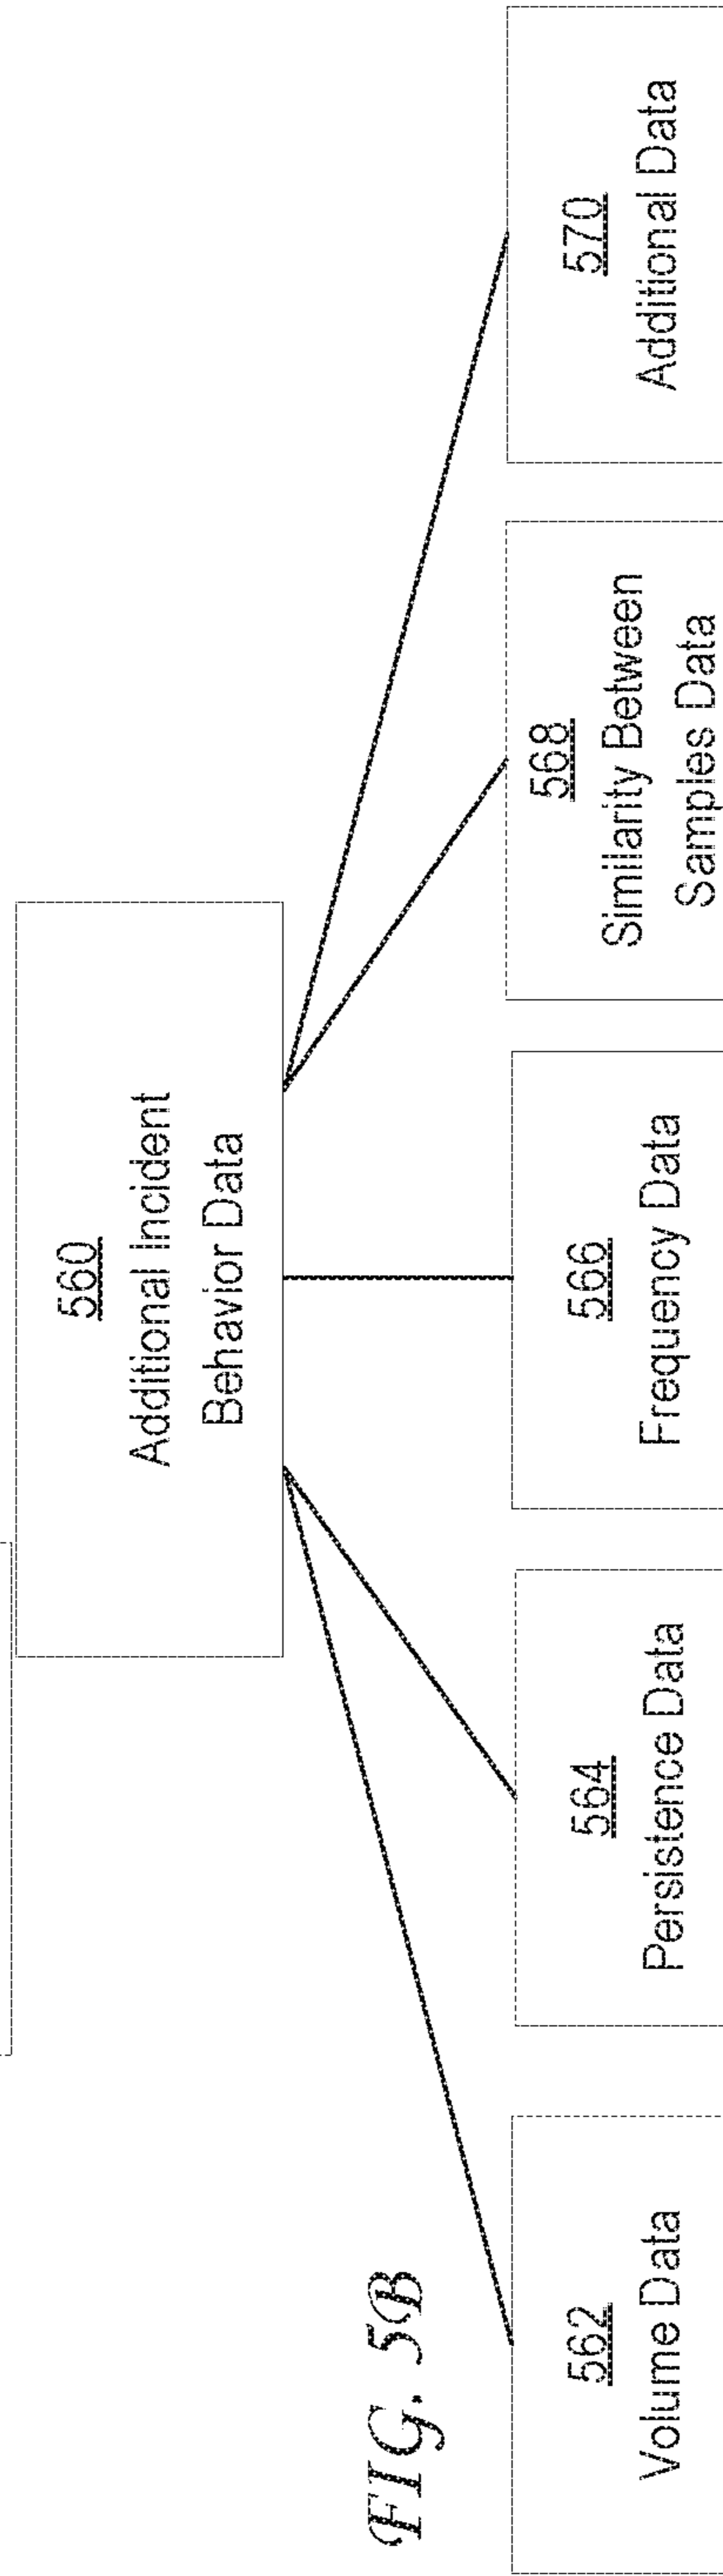 560
Additional Incident
Behavior Data
562
Volume Data
564
Persistence Data
566
Frequency Data
568
Similarity Between
Samples Data
570
Additional Data
FIG. 5B